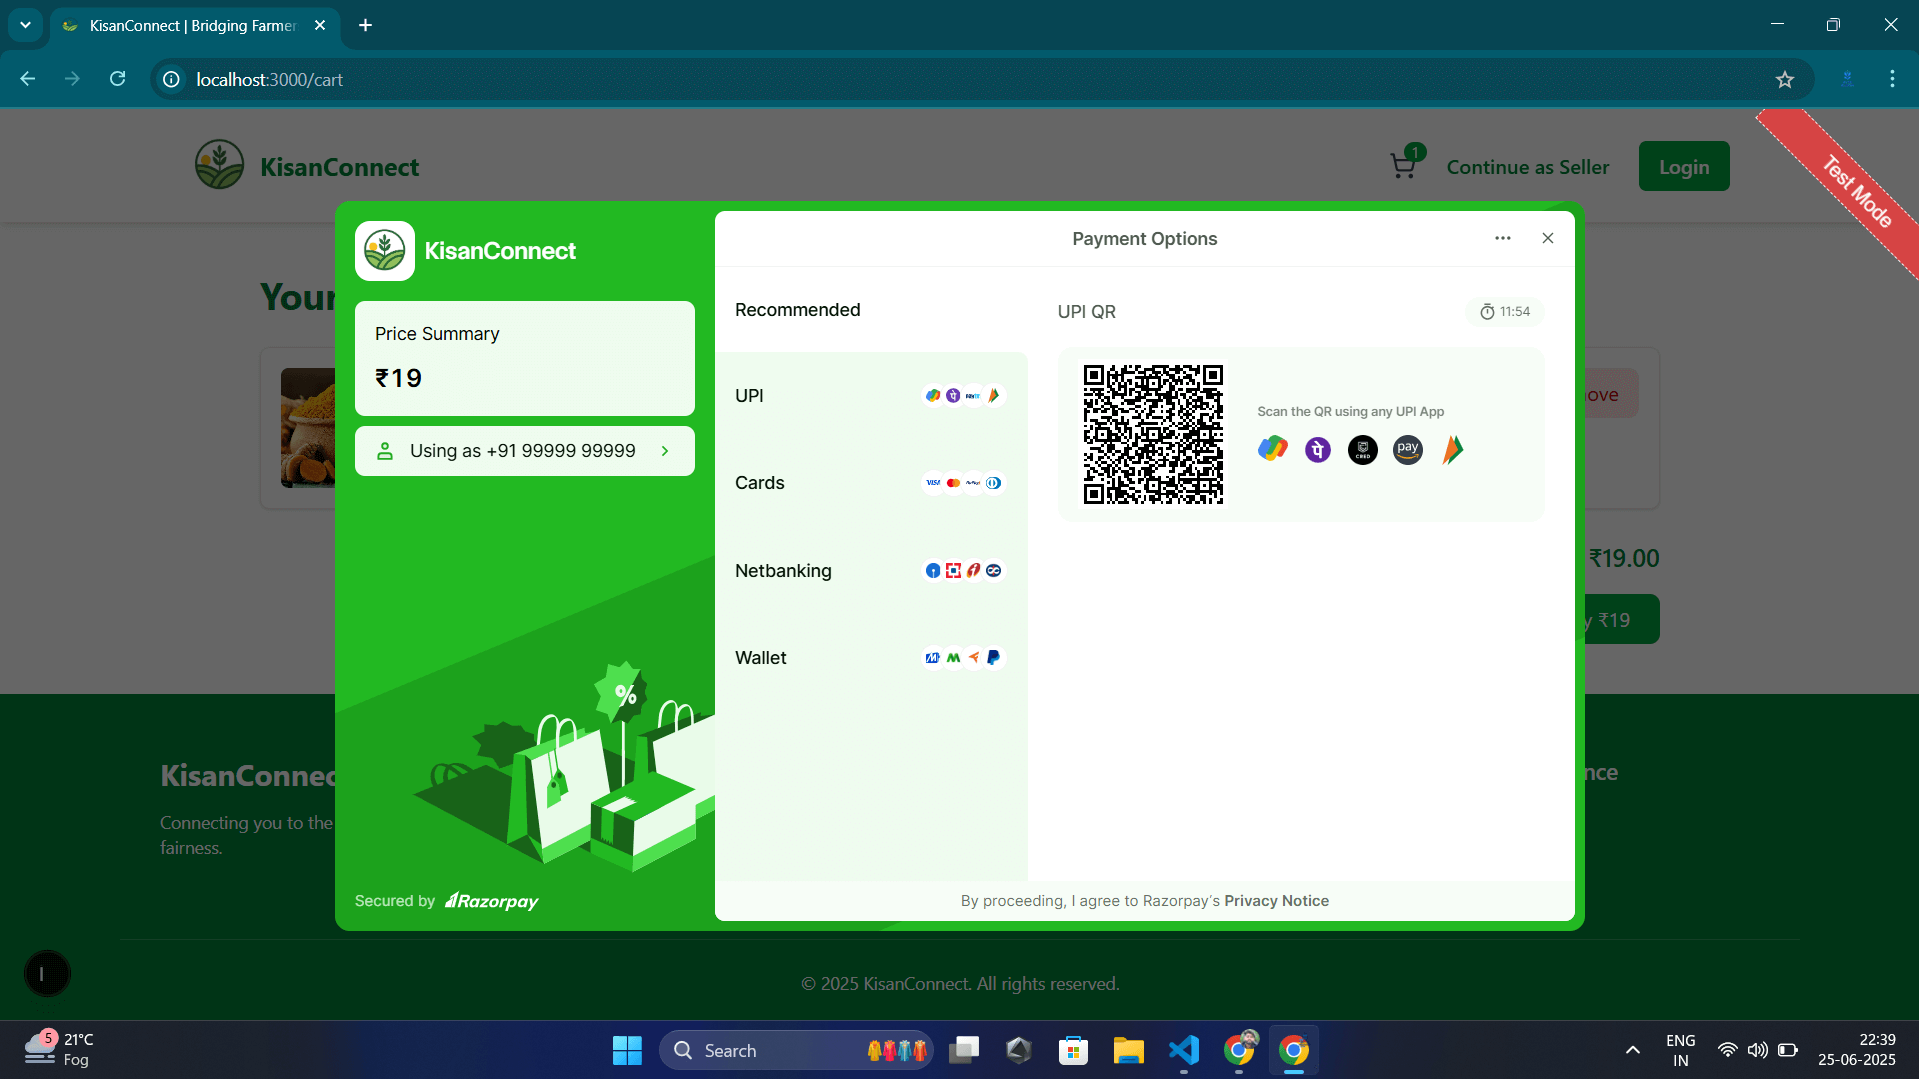 KisanConnect | Bridging Farmer
localhost:3000/cart
Test Mode
KisanConnect
1
Continue as Seller
Login
KisanConnect
Payment Options
Your
Price Summary
₹19
Using as +91 99999 99999
Recommended
UPI
Cards
VISA
Netbanking
Wallet
UPI QR
11:54
Scan the QR using any UPI App
CRED
pay
%
ove
₹19.00
y ₹19
Secured by Razorpay
By proceeding, I agree to Razorpay's Privacy Notice
KisanConnec
Connecting you to the
fairness.
nce
© 2025 KisanConnect. All rights reserved.
5
21°C
Fog
Search
ENG
IN
22:39
25-06-2025